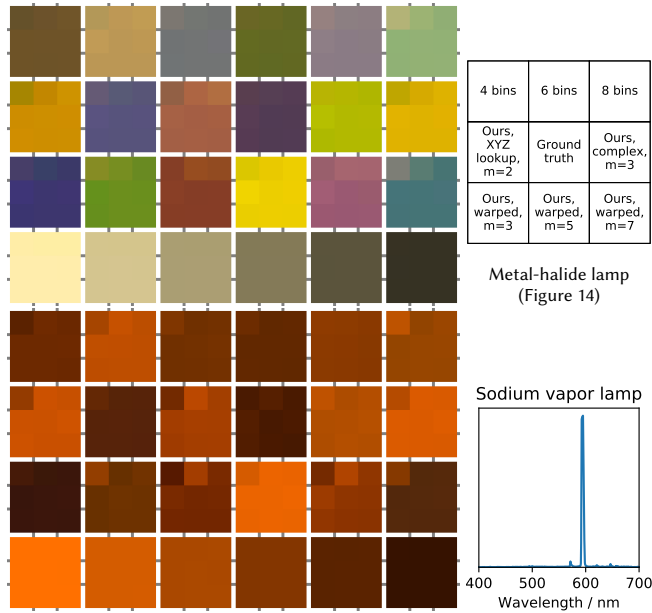 4 bins
6 bins
8 bins
Ours,
XYZ
lookup,
m=2
Ground
truth
Ours,
complex,
m=3
Ours,
warped,
m=3
Ours,
warped,
m=5
Ours,
warped,
m=7
Metal-halide lamp
(Figure 14)
Sodium vapor lamp
400 500 600 700
Wavelength / nm